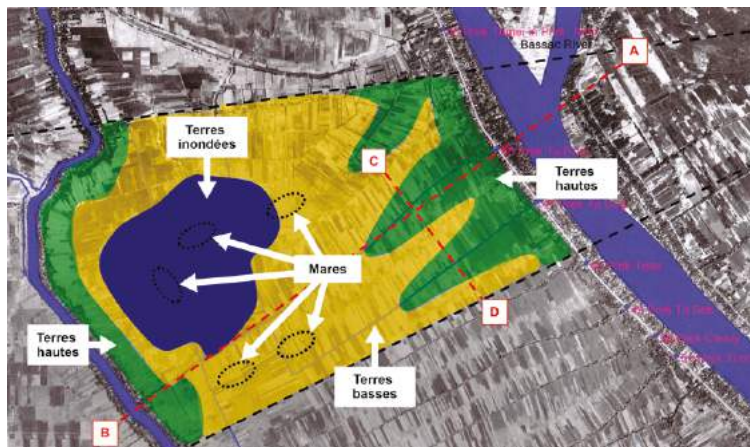 Bassac River
A
Terres
inondées
C
Terres
hautes
Mares
D
Terres
hautes
Terres
basses
B